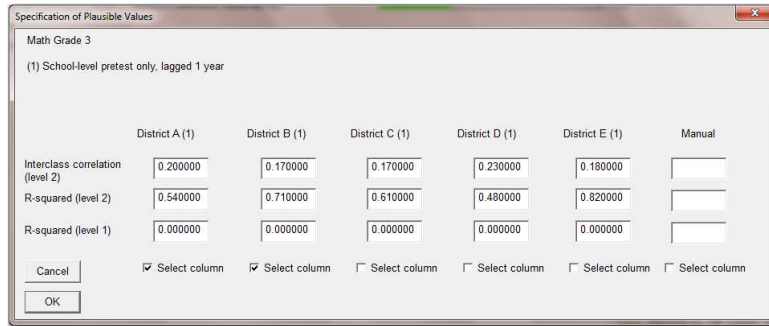 Specification of Plausible Values
Math Grade 3
(1) School-level pretest only, lagged 1 year
District A (1) District B (1) District C (1) District D (1) District E (1) Manual
Interclass correlation (level 2) 0.200000 0.170000 0.170000 0.230000 0.180000
R-squared (level 2) 0.540000 0.710000 0.610000 0.480000 0.820000
R-squared (level 1) 0.000000 0.000000 0.000000 0.000000 0.000000
Cancel Select column Select column Select column Select column Select column Select column
OK